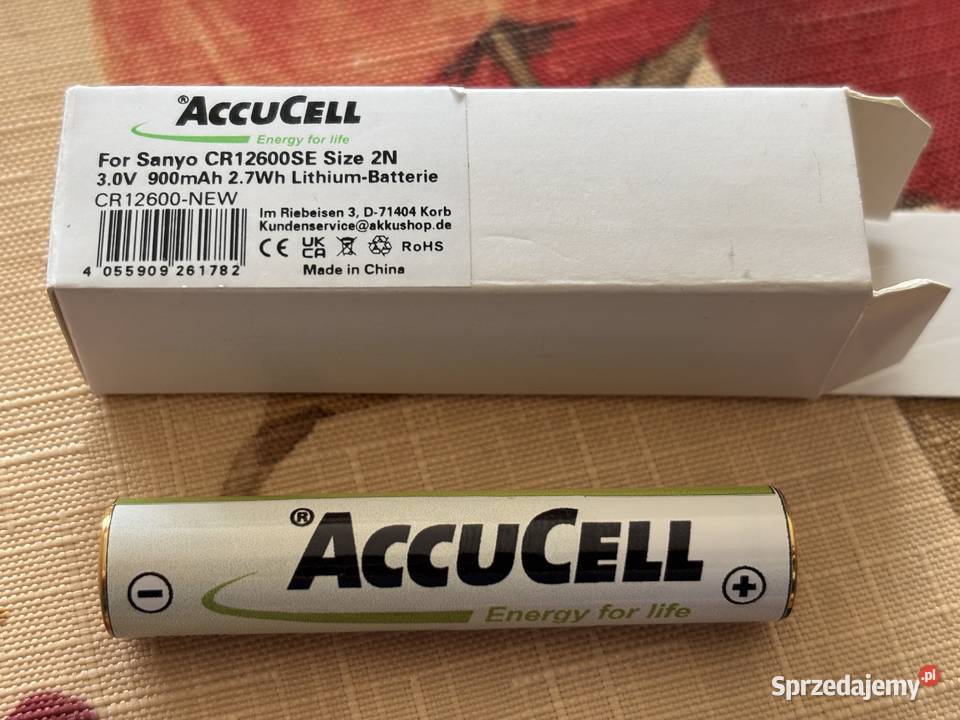 ®ACCUCELL
Energy for life
For Sanyo CR12600SE Size 2N
3.0V 900mAh 2.7Wh Lithium-Batterie
CR12600-NEW
Im Riebeisen 3, D-71404 Korb
Kundenservice@akkushop.de
CE UKCA RoHS
4 055909 261782
Made in China
®ACCUCELL
Energy for life
- +
Sprzedajemy.pl